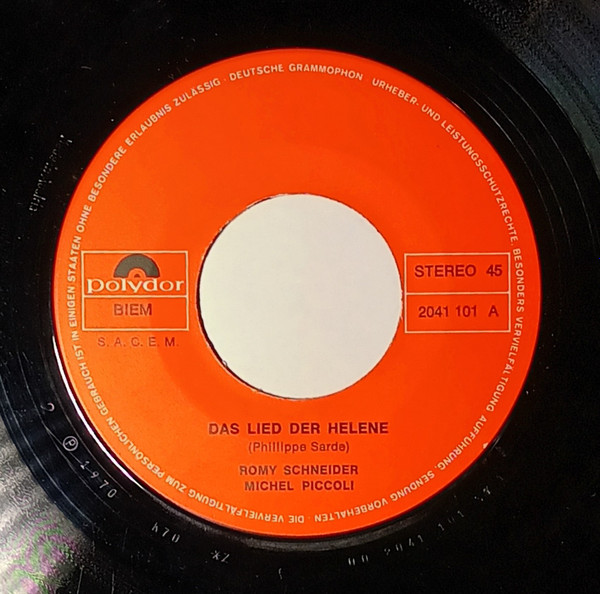 DEUTSCHE GRAMMOPHON · URHEBER- UND LEISTUNGSSCHUTZRECHTE, BESONDERS VERVIELFÄLTIGUNG AUFFÜHRUNG, SENDUNG VORBEHALTEN · DIE VERVIELFÄLTIGUNG ZUM PERSÖNLICHEN GEBRAUCH IST IN EINIGEN STAATEN OHNE BESONDERE ERLAUBNIS ZULÄSSIG ·
polydor
BIEM
S.A.C.E.M.
STEREO 45
2041 101 A
DAS LIED DER HELENE
(Phillippe Sarde)
ROMY SCHNEIDER
MICHEL PICCOLI
℗ 1970